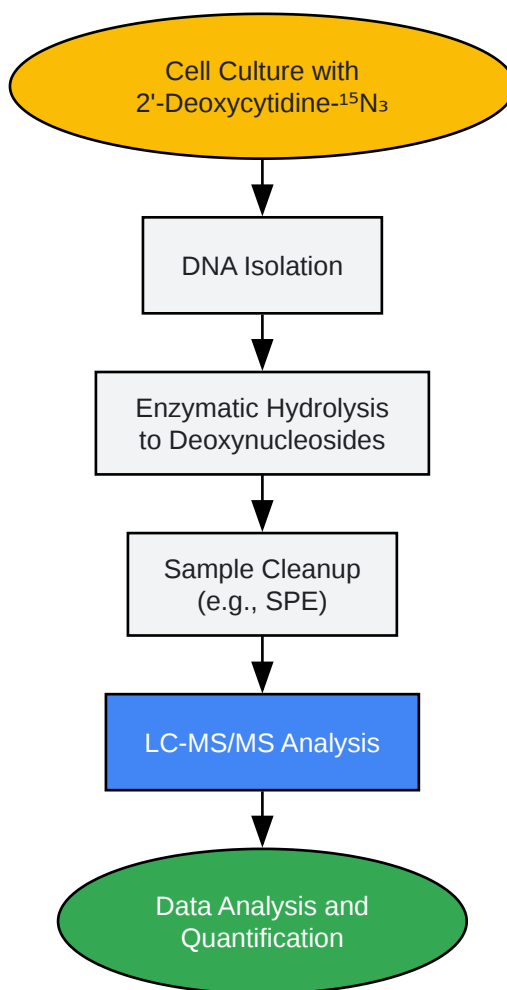 Cell Culture with
2'-Deoxycytidine-¹⁵N₃
DNA Isolation
Enzymatic Hydrolysis
to Deoxynucleosides
Sample Cleanup
(e.g., SPE)
LC-MS/MS Analysis
Data Analysis and
Quantification